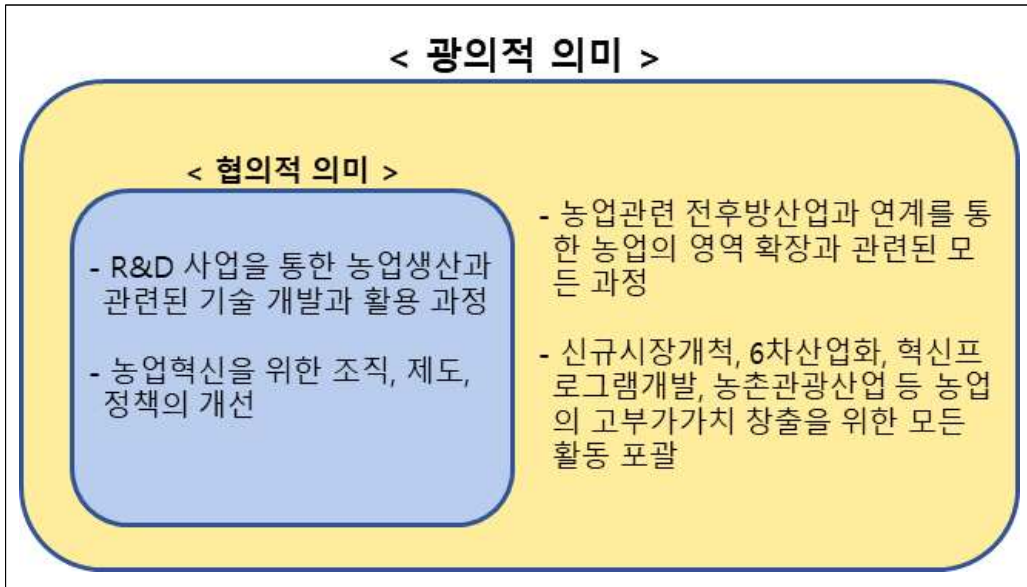 < 광의적 의미 >
< 협의적 의미 >
- R&D 사업을 통한 농업생산과
관련된 기술 개발과 활용 과정
- 농업혁신을 위한 조직, 제도,
정책의 개선
- 농업관련 전후방산업과 연계를 통
한 농업의 영역 확장과 관련된 모
든 과정
- 신규시장개척, 6차산업화, 혁신프
로그램개발, 농촌관광산업 등 농업
의 고부가가치 창출을 위한 모든
활동 포괄